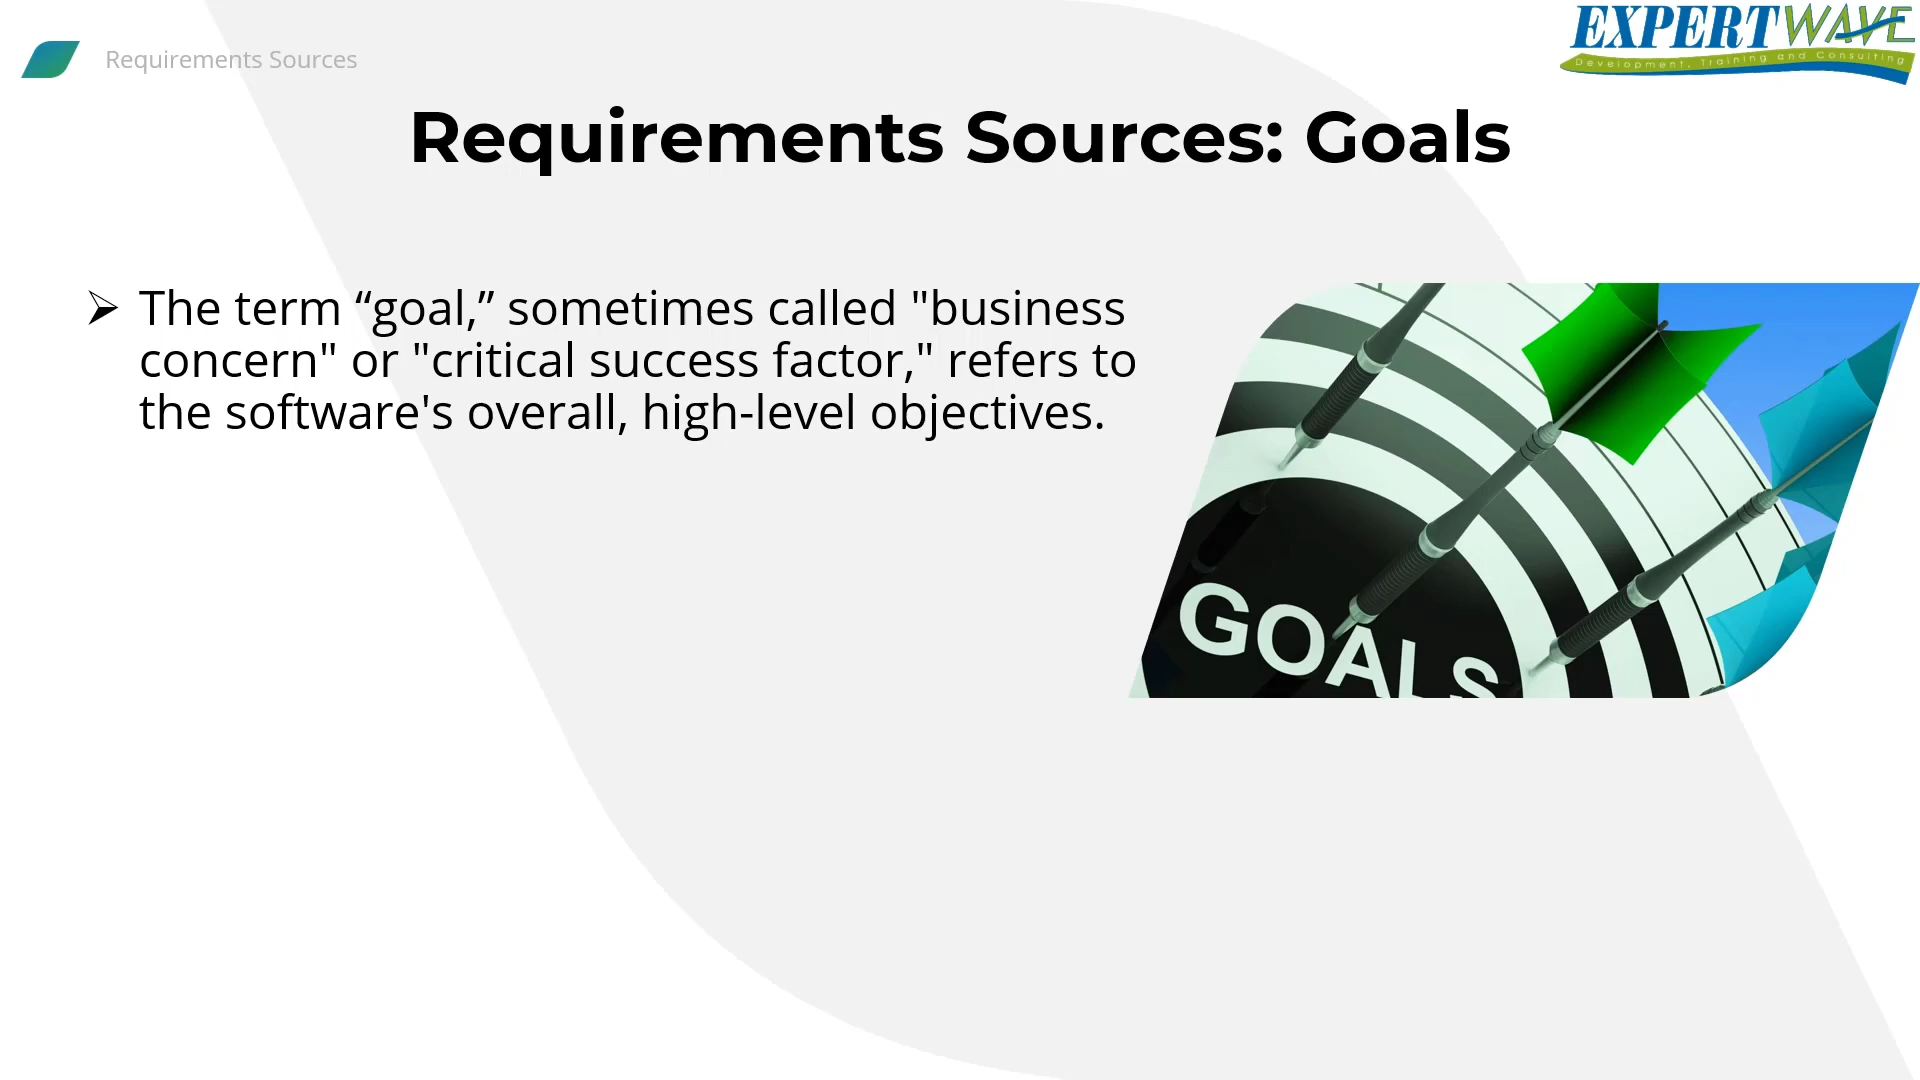 Requirements Sources
EXPERTWAVE
Development, Training and Consulting
Requirements Sources: Goals
The term “goal,” sometimes called "business
concern" or "critical success factor," refers to
the software's overall, high-level objectives.
GOALS